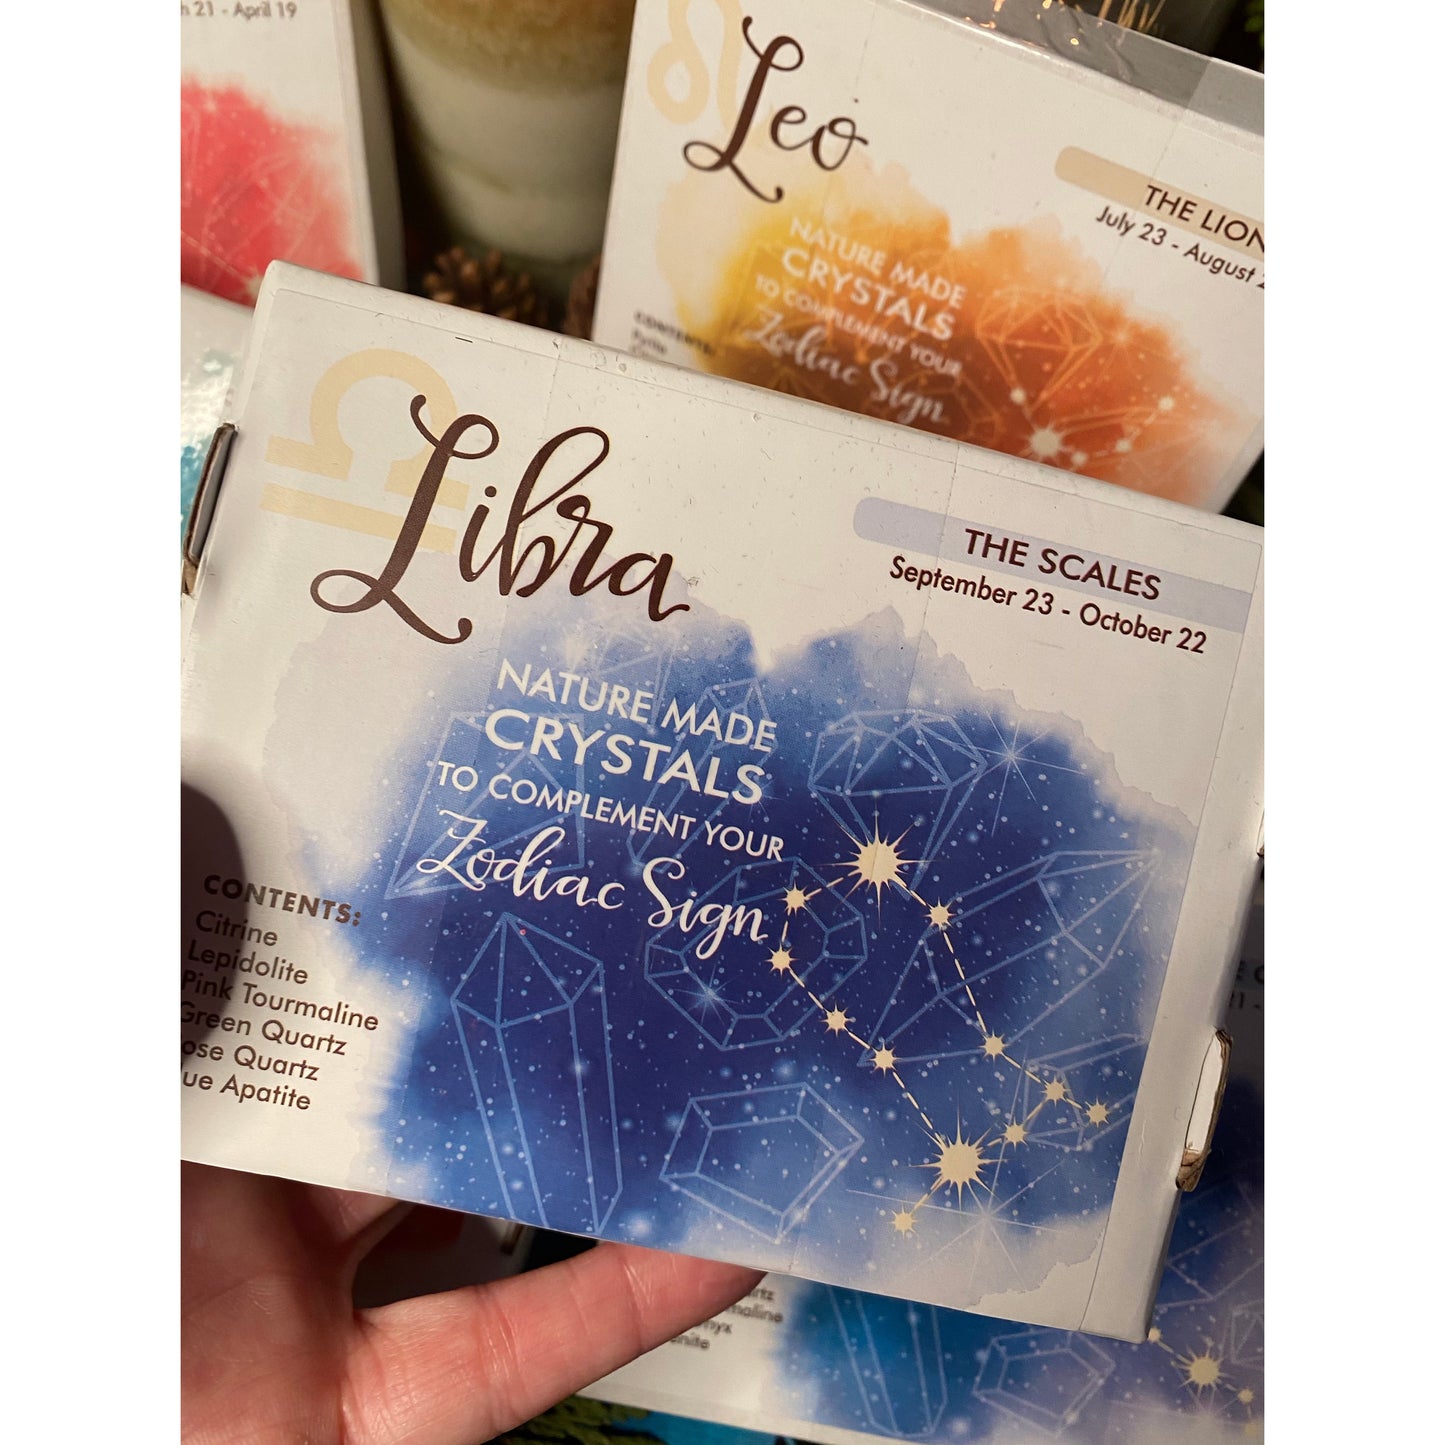 21 - April 19
Leo
THE LION
July 23 - August
NATURE MADE
CRYSTALS
TO COMPLEMENT YOUR
Zodiac Sign
CONTENTS:
Libra
THE SCALES
September 23 - October 22
NATURE MADE
CRYSTALS
TO COMPLEMENT YOUR
Zodiac Sign
CONTENTS:
Citrine
Lepidolite
Pink Tourmaline
Green Quartz
ose Quartz
ue Apatite